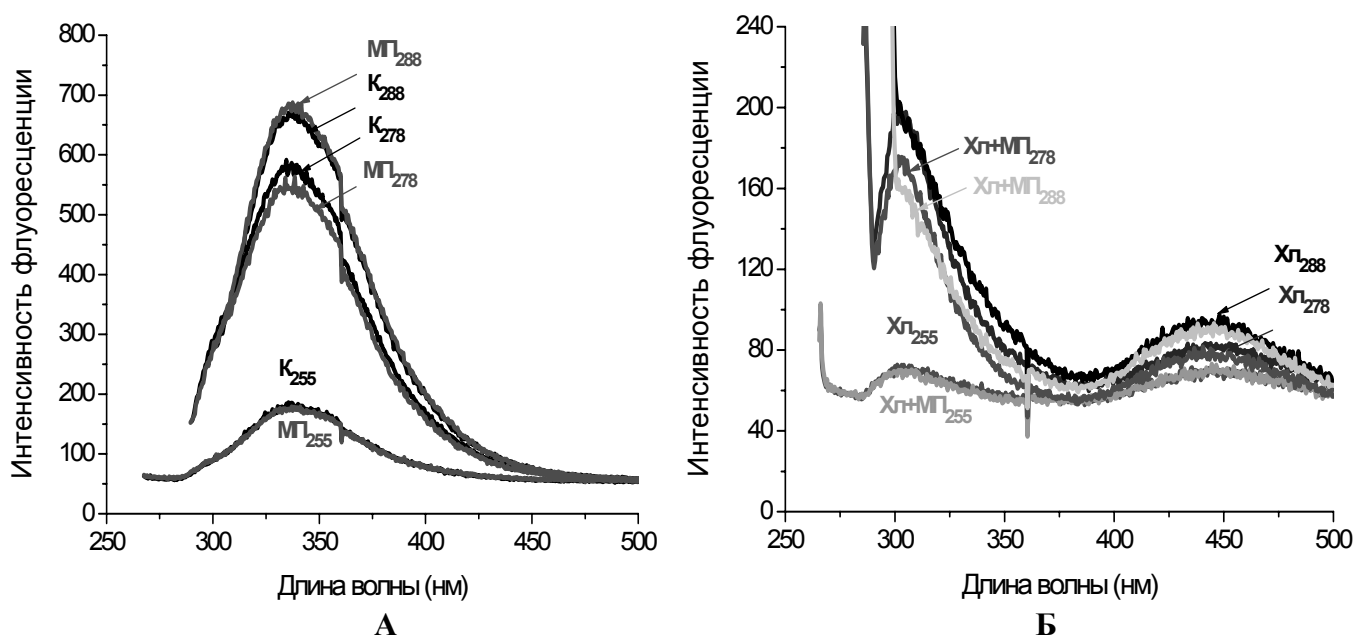 800
700
600
500
400
300
200
100
0
250 300 350 400 450 500
Интенсивность флуоресценции
Длина волны (нм)
МП288
К288
К278
МП278
К255
МП255
А
240
200
160
120
80
40
0
250 300 350 400 450 500
Интенсивность флуоресценции
Длина волны (нм)
Хл+МП278
Хл+МП288
Хл288
Хл278
Хл255
Хл+МП255
Б